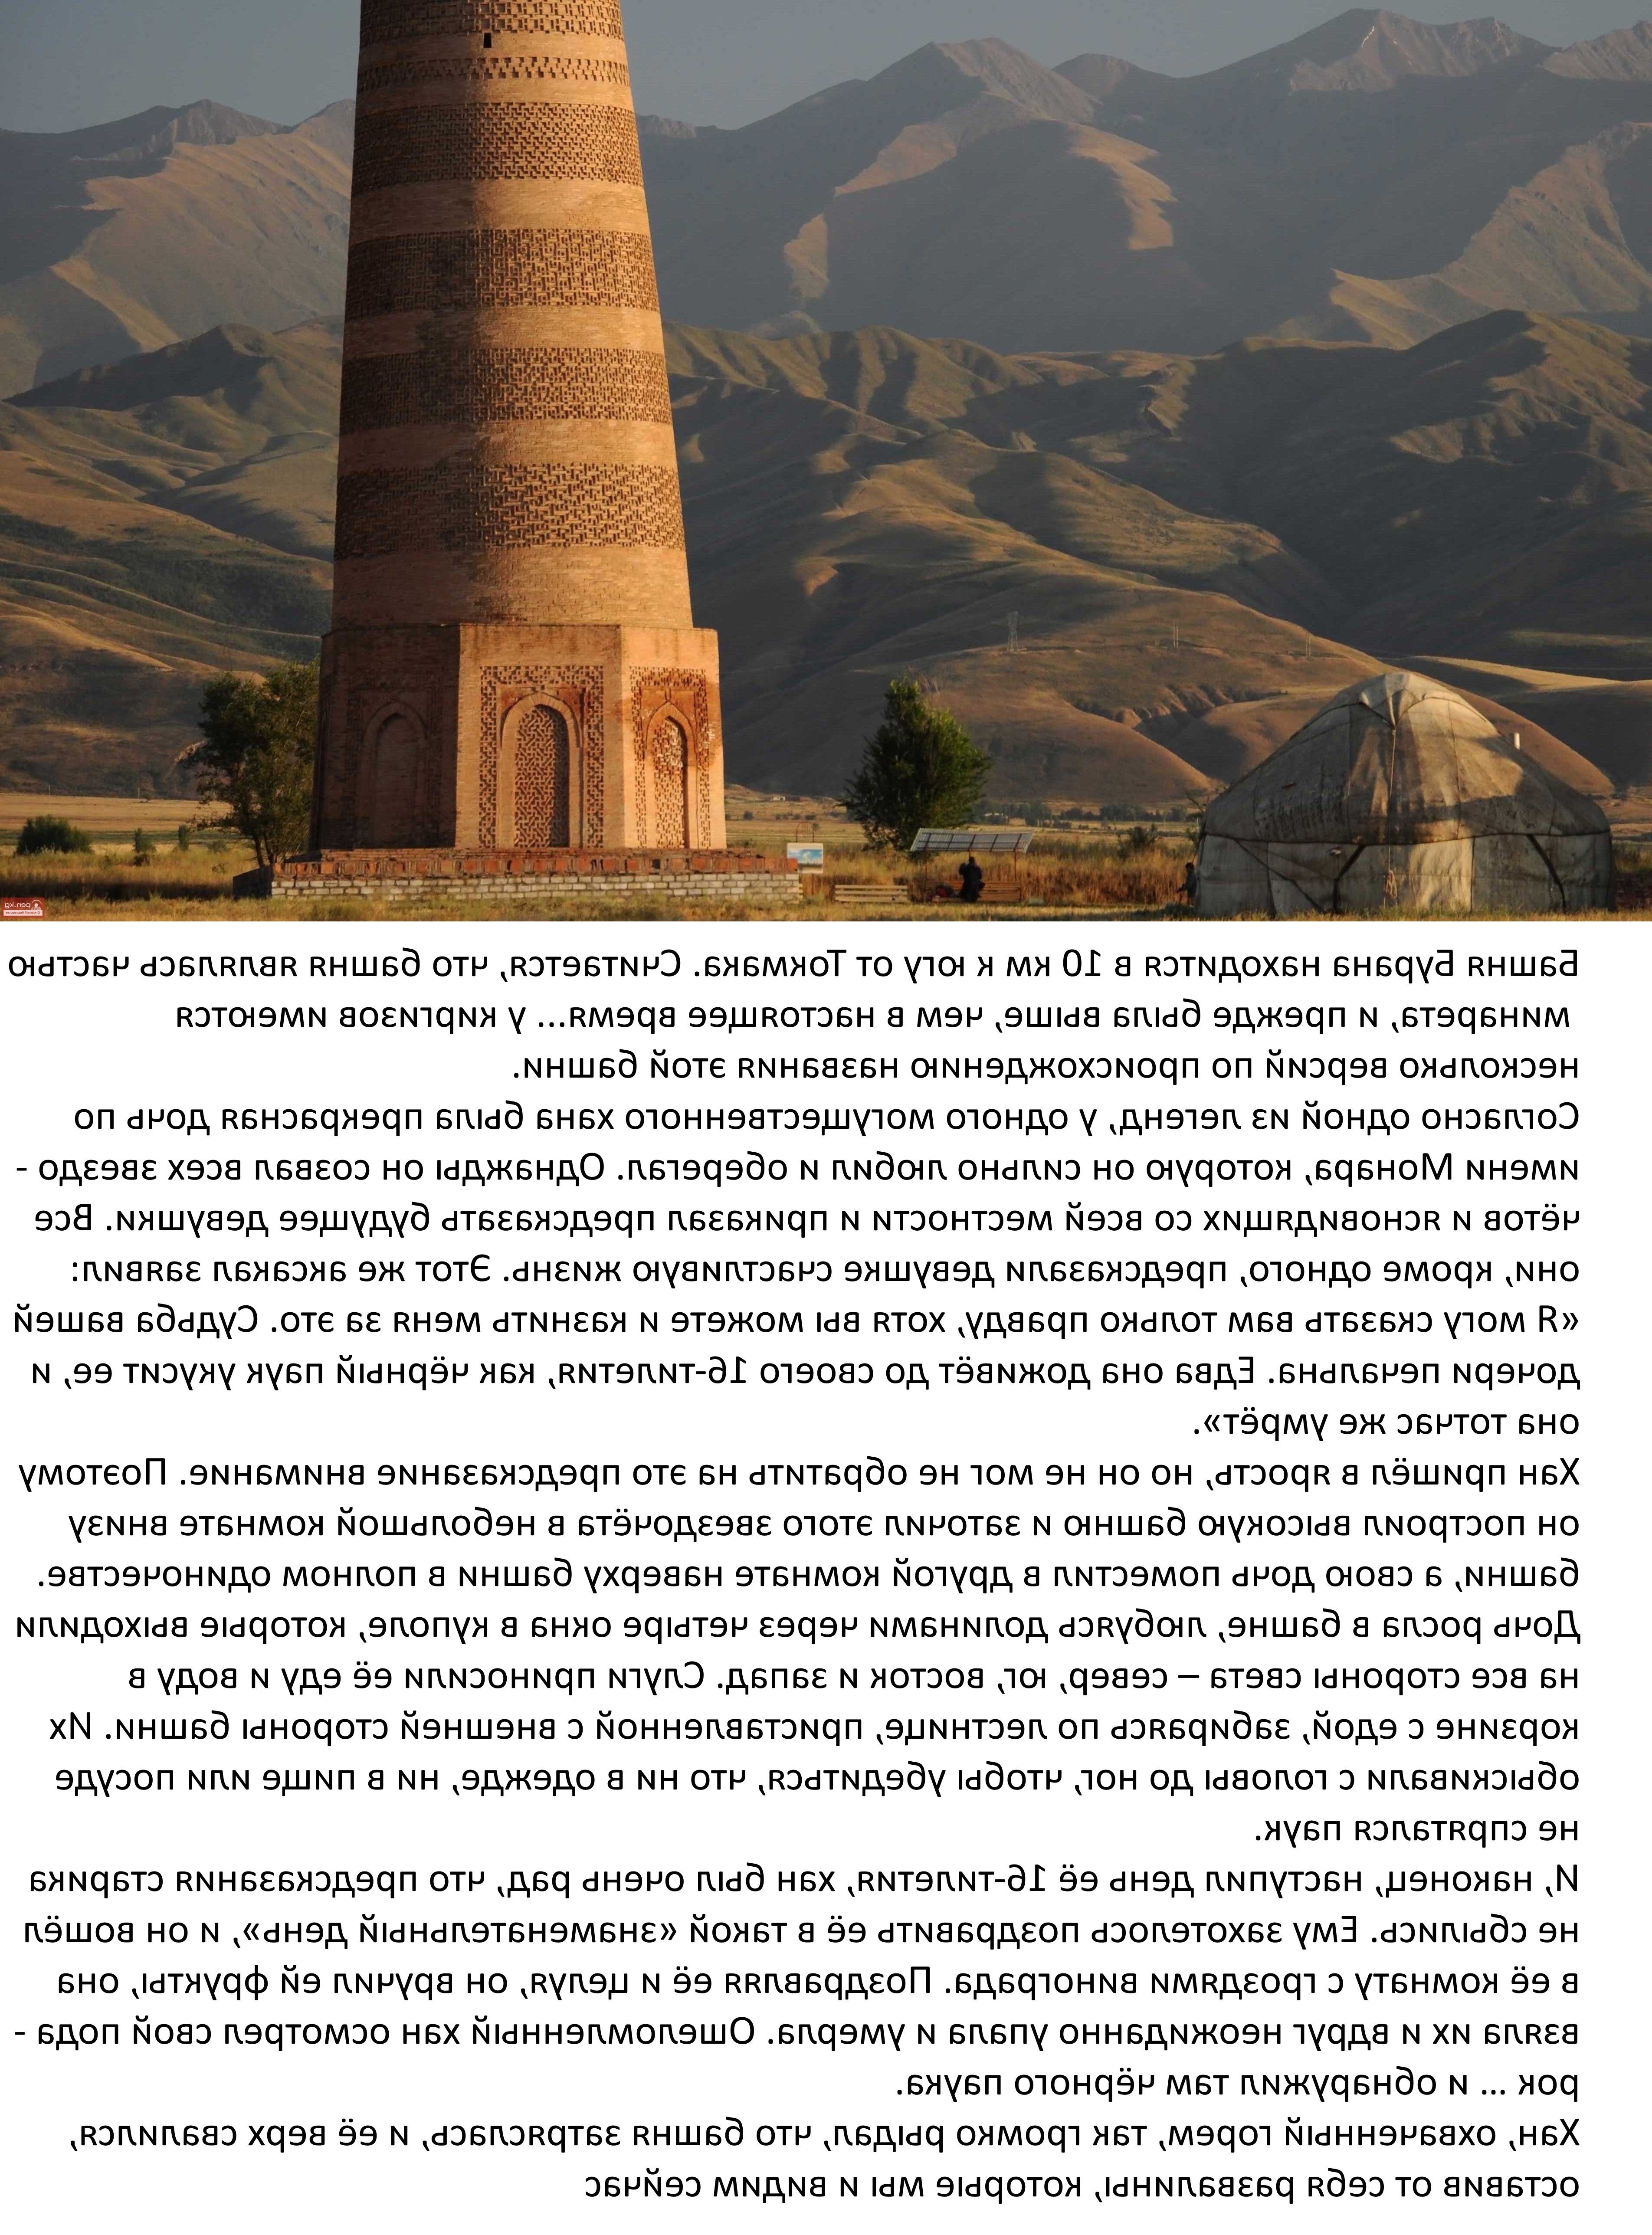 Open.kg
Башня Бурана находится в 10 км к югу от Токмака. Считается, что башня являлась частью
минарета, и прежде была выше, чем в настоящее время... у киргизов имеются
несколько версий по происхождению названия этой башни.
Согласно одной из легенд, у одного могущественного хана была прекрасная дочь по
имени Монара, которую он сильно любил и оберегал. Однажды он созвал всех звездо -
чётов и ясновидящих со всей местности и приказал предсказать будущее девушки. Все
они, кроме одного, предсказали девушке счастливую жизнь. Этот же аксакал заявил:
«Я могу сказать вам только правду, хотя вы можете и казнить меня за это. Судьба вашей
дочери печальна. Едва она доживёт до своего 16-тилетия, как чёрный паук укусит ее, и
она тотчас же умрёт».
Хан пришёл в ярость, но он не мог не обратить на это предсказание внимание. Поэтому
он построил высокую башню и заточил этого звездочёта в небольшой комнате внизу
башни, а свою дочь поместил в другой комнате наверху башни в полном одиночестве.
Дочь росла в башне, любуясь долинами через четыре окна в куполе, которые выходили
на все стороны света – север, юг, восток и запад. Слуги приносили её еду и воду в
корзине с едой, забираясь по лестнице, приставленной с внешней стороны башни. Их
обыскивали с головы до ног, чтобы убедиться, что ни в одежде, ни в пище или посуде
не спрятался паук.
И, наконец, наступил день её 16-тилетия, хан был очень рад, что предсказания старика
не сбылись. Ему захотелось поздравить её в такой «знаменательный день», и он вошёл
в её комнату с гроздями винограда. Поздравляя её и целуя, он вручил ей фрукты, она
взяла их и вдруг неожиданно упала и умерла. Ошеломленный хан осмотрел свой пода -
рок ... и обнаружил там чёрного паука.
Хан, охваченный горем, так громко рыдал, что башня затряслась, и её верх свалился,
оставив от себя развалины, которые мы и видим сейчас